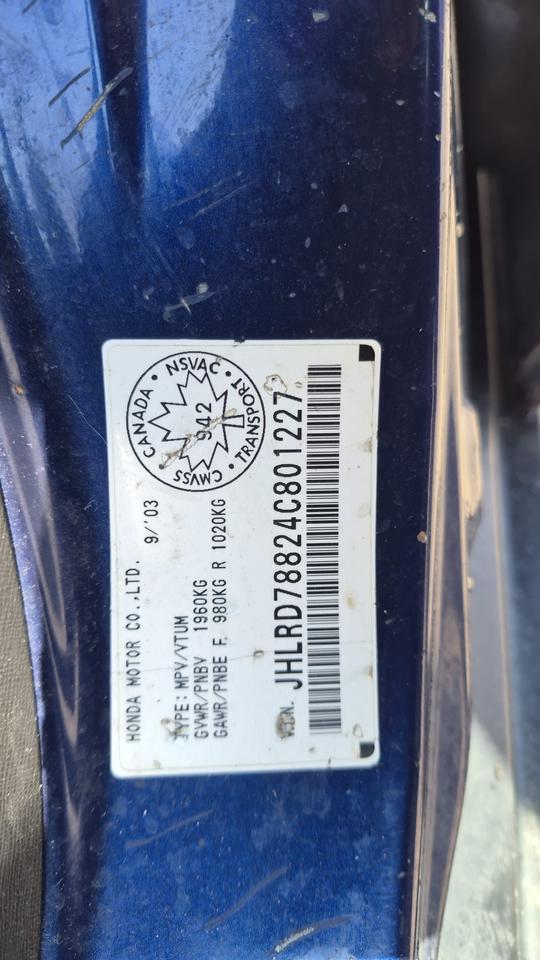 HONDA MOTOR CO.,LTD. 9/'03
TYPE: MPV/VTUM
GVWR/PNBV 1960KG
GAWR/PNBE F. 980KG R 1020KG
V.I.N. JHLRD78824C801227
CANADA • NSVAC • TRANSPORT • CMVSS •
942